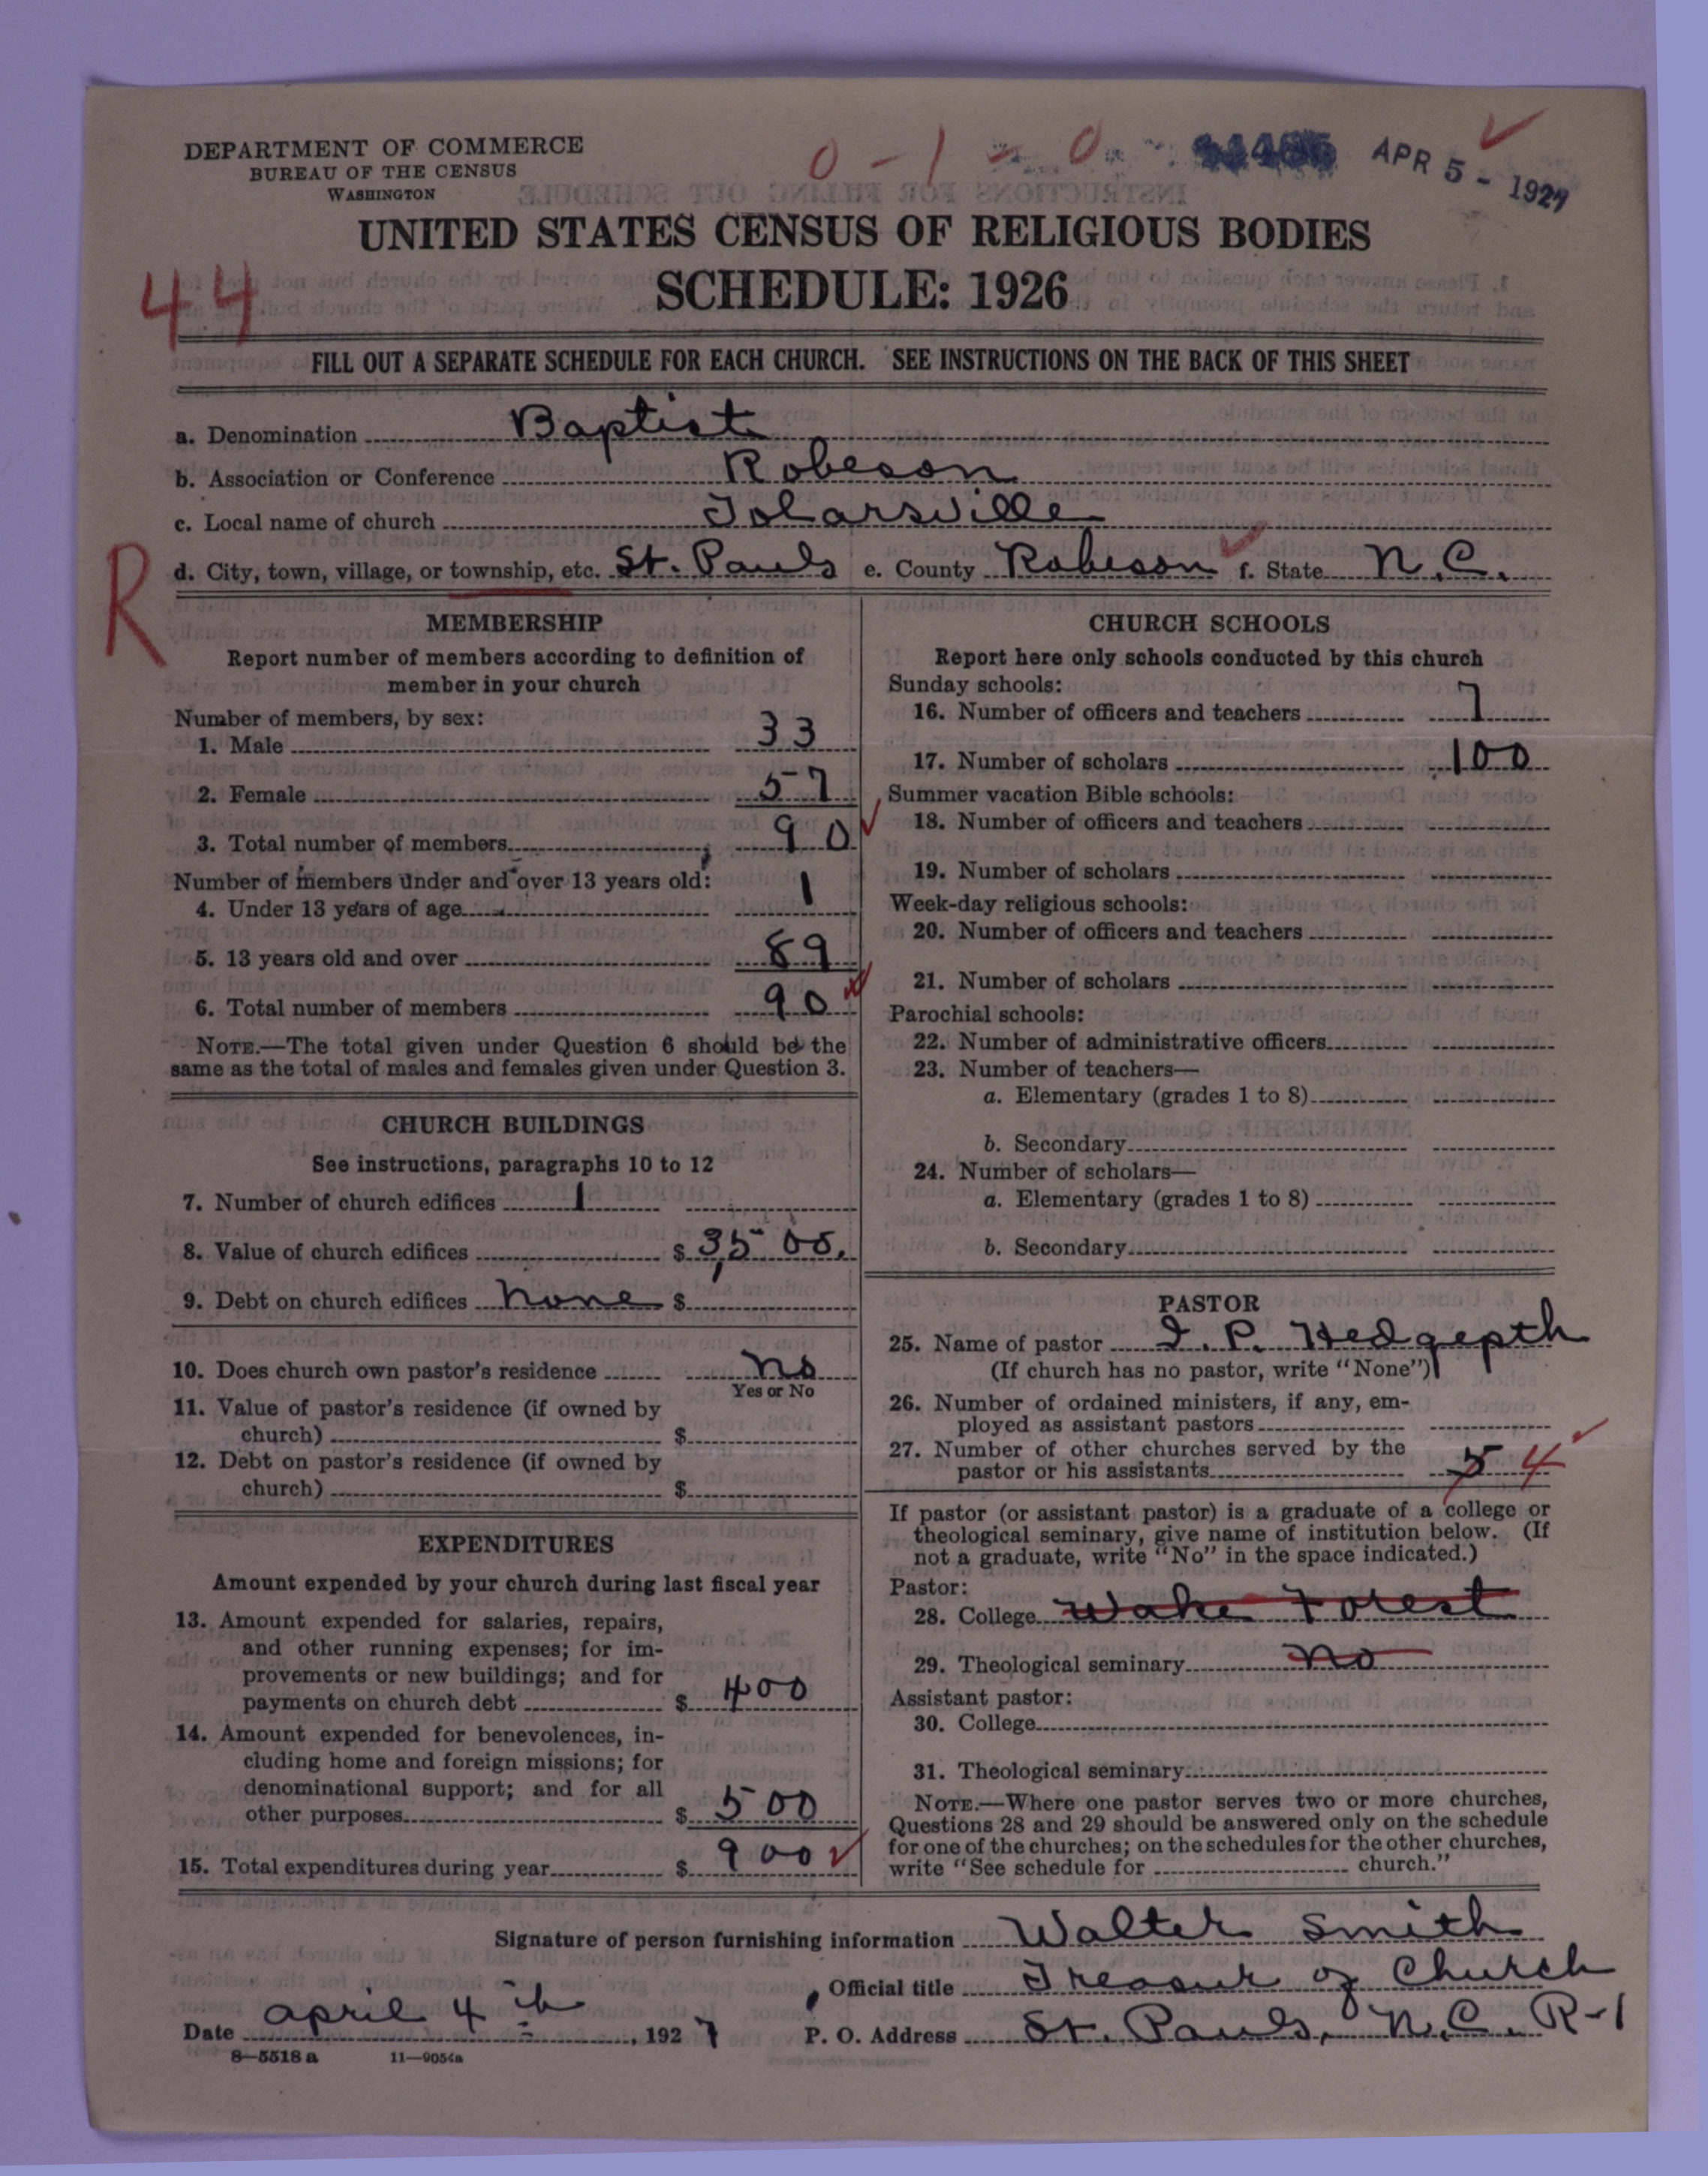 DEPARTMENT OF COMMERCE
BUREAU OF THE CENSUS
WASHINGTON
0 - 1 - 0
APR 5 - 1927
UNITED STATES CENSUS OF RELIGIOUS BODIES
SCHEDULE: 1926
44
FILL OUT A SEPARATE SCHEDULE FOR EACH CHURCH. SEE INSTRUCTIONS ON THE BACK OF THIS SHEET
a. Denomination Baptist
b. Association or Conference Robeson
c. Local name of church Tolarsville
d. City, town, village, or township, etc. St. Pauls e. County Robeson f. State N.C.
R
MEMBERSHIP
Report number of members according to definition of
member in your church
Number of members, by sex:
1. Male 33
2. Female 57
3. Total number of members 90
Number of members under and over 13 years old:
4. Under 13 years of age 1
5. 13 years old and over 89
6. Total number of members 90
NOTE.—The total given under Question 6 should be the
same as the total of males and females given under Question 3.
CHURCH BUILDINGS
See instructions, paragraphs 10 to 12
7. Number of church edifices 1
8. Value of church edifices $ 3,500.
9. Debt on church edifices none $
10. Does church own pastor's residence no
Yes or No
11. Value of pastor's residence (if owned by
church) $
12. Debt on pastor's residence (if owned by
church) $
EXPENDITURES
Amount expended by your church during last fiscal year
13. Amount expended for salaries, repairs,
and other running expenses; for im-
provements or new buildings; and for
payments on church debt $ 400
14. Amount expended for benevolences, in-
cluding home and foreign missions; for
denominational support; and for all
other purposes $ 500
15. Total expenditures during year $ 900
CHURCH SCHOOLS
Report here only schools conducted by this church
Sunday schools:
16. Number of officers and teachers 7
17. Number of scholars 100
Summer vacation Bible schools:
18. Number of officers and teachers
19. Number of scholars
Week-day religious schools:
20. Number of officers and teachers
21. Number of scholars
Parochial schools:
22. Number of administrative officers
23. Number of teachers—
a. Elementary (grades 1 to 8)
b. Secondary
24. Number of scholars—
a. Elementary (grades 1 to 8)
b. Secondary
PASTOR
25. Name of pastor I. P. Hedgepeth
(If church has no pastor, write "None")
26. Number of ordained ministers, if any, em-
ployed as assistant pastors
27. Number of other churches served by the
pastor or his assistants 5 4
If pastor (or assistant pastor) is a graduate of a college or
theological seminary, give name of institution below. (If
not a graduate, write "No" in the space indicated.)
Pastor:
28. College Wake Forest
29. Theological seminary no
Assistant pastor:
30. College
31. Theological seminary
NOTE.—Where one pastor serves two or more churches,
Questions 28 and 29 should be answered only on the schedule
for one of the churches; on the schedules for the other churches,
write "See schedule for church."
Signature of person furnishing information Walter Smith
Official title Treasur of Church
Date april 4th, 1927 P. O. Address St. Pauls, N.C. R-1
8—5518a 11—9054a